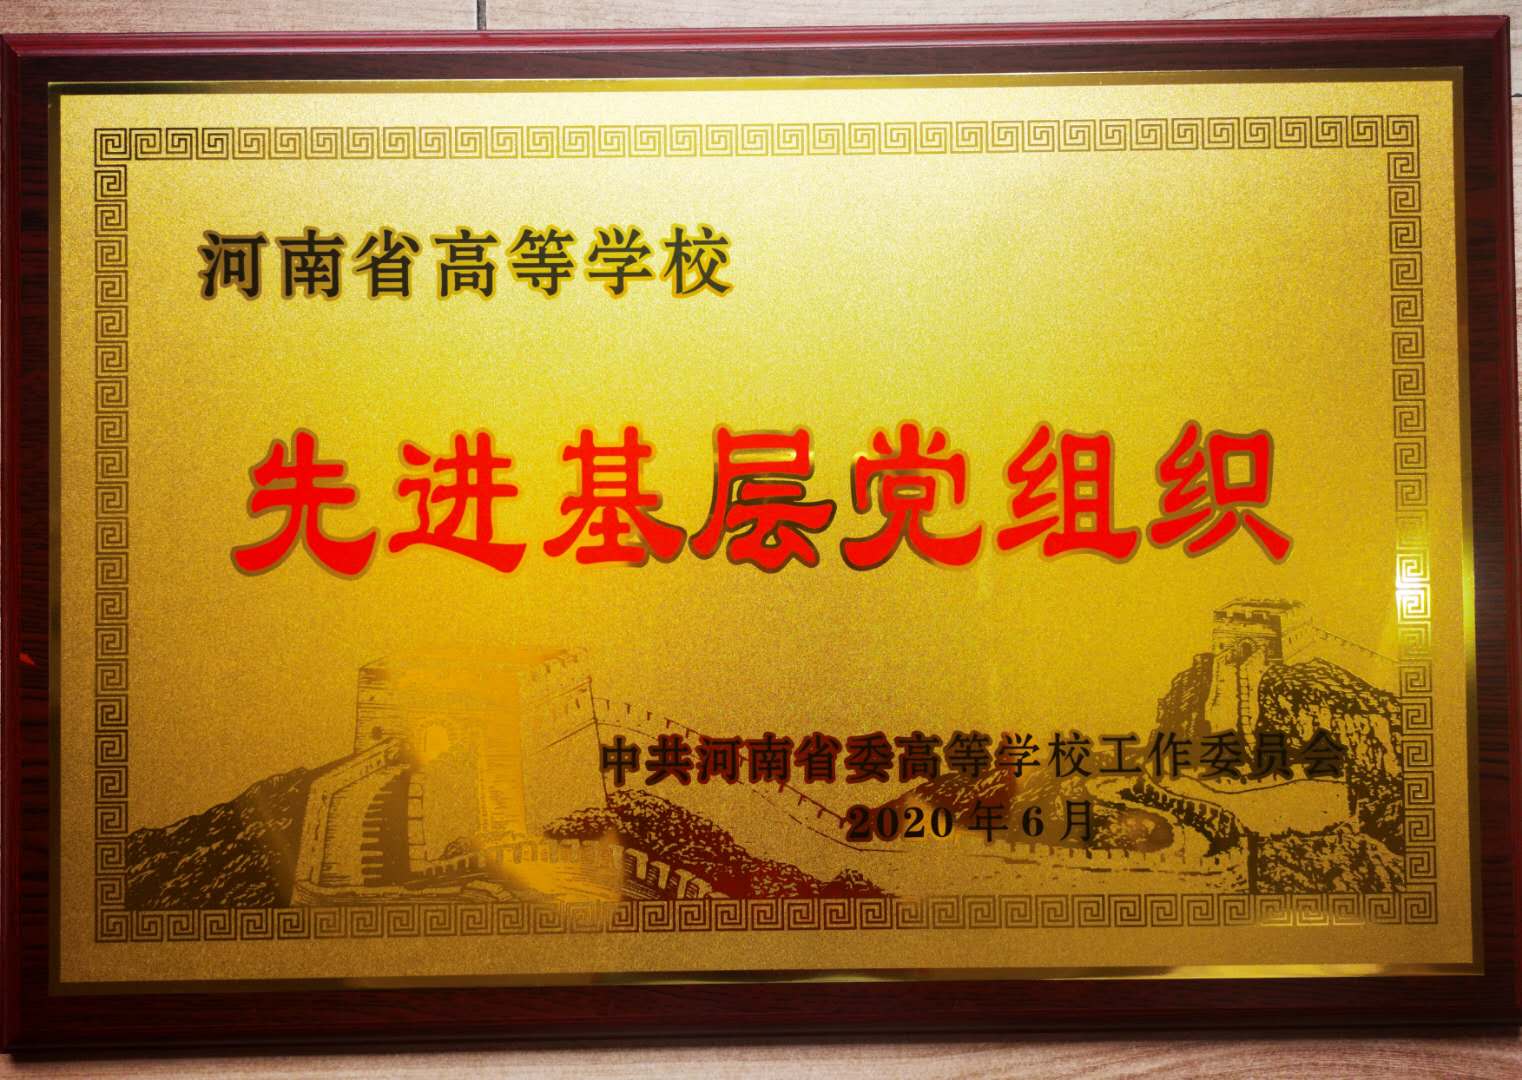 河南省高等学校
先进基层党组织
中共河南省委高等学校工作委员会
2020年6月